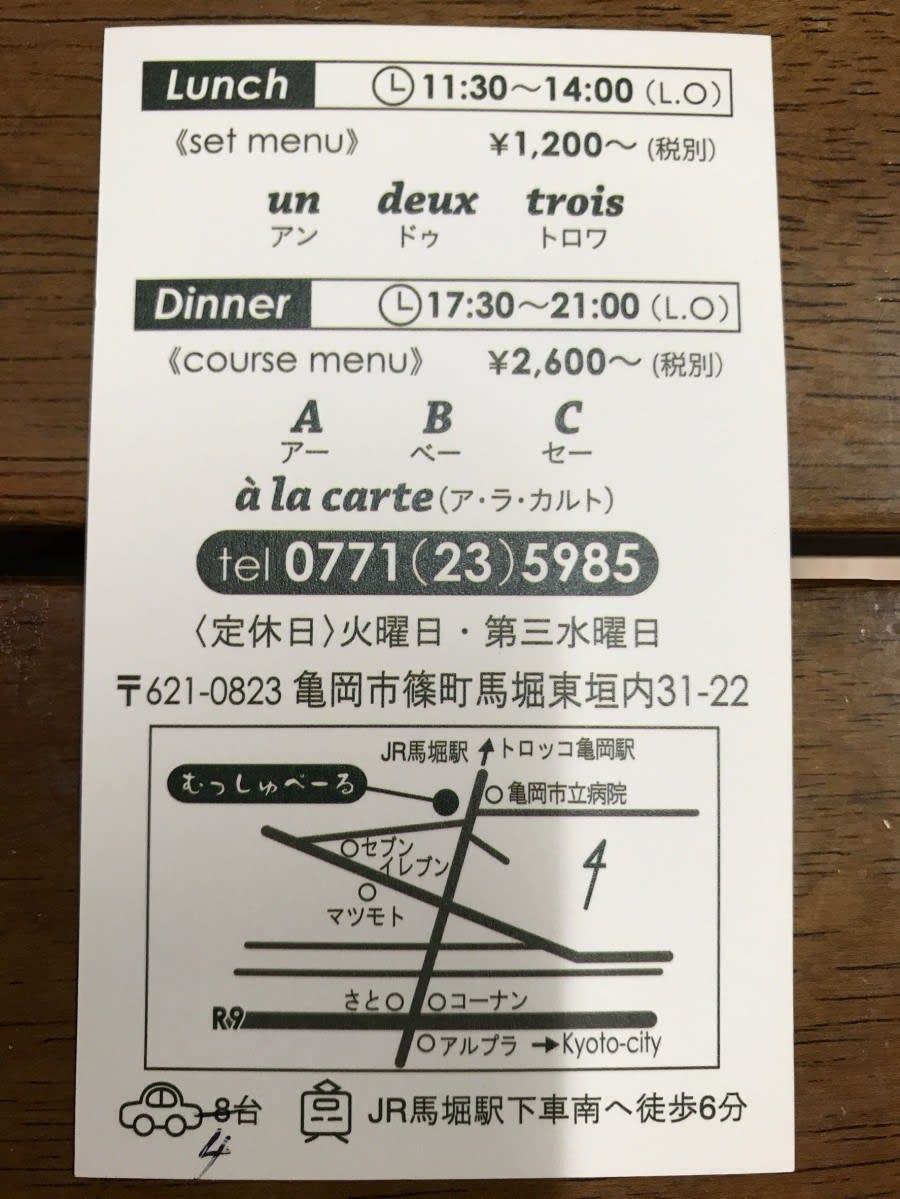 Lunch 11:30〜14:00 (L.O)
《set menu》 ¥1,200〜 (税別)
un deux trois
アン ドゥ トロワ
Dinner 17:30〜21:00 (L.O)
《course menu》 ¥2,600〜 (税別)
A B C
アー ベー セー
à la carte (ア・ラ・カルト)
tel 0771(23)5985
〈定休日〉火曜日・第三水曜日
〒621-0823 亀岡市篠町馬堀東垣内31-22
JR馬堀駅 トロッコ亀岡駅
むっしゅべーる
亀岡市立病院
セブン
イレブン
マツモト
さと コーナン
R.9
アルプラ →Kyoto-city
8台 JR馬堀駅下車南へ徒歩6分
4